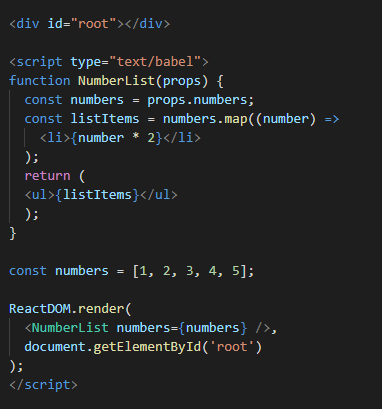 <div id="root"></div>
<script type="text/babel">
function NumberList(props) {
  const numbers = props.numbers;
  const listItems = numbers.map((number) =>
    <li>{number * 2}</li>
  );
  return (
  <ul>{listItems}</ul>
  );
}
const numbers = [1, 2, 3, 4, 5];
ReactDOM.render(
  <NumberList numbers={numbers} />,
  document.getElementById('root')
);
</script>